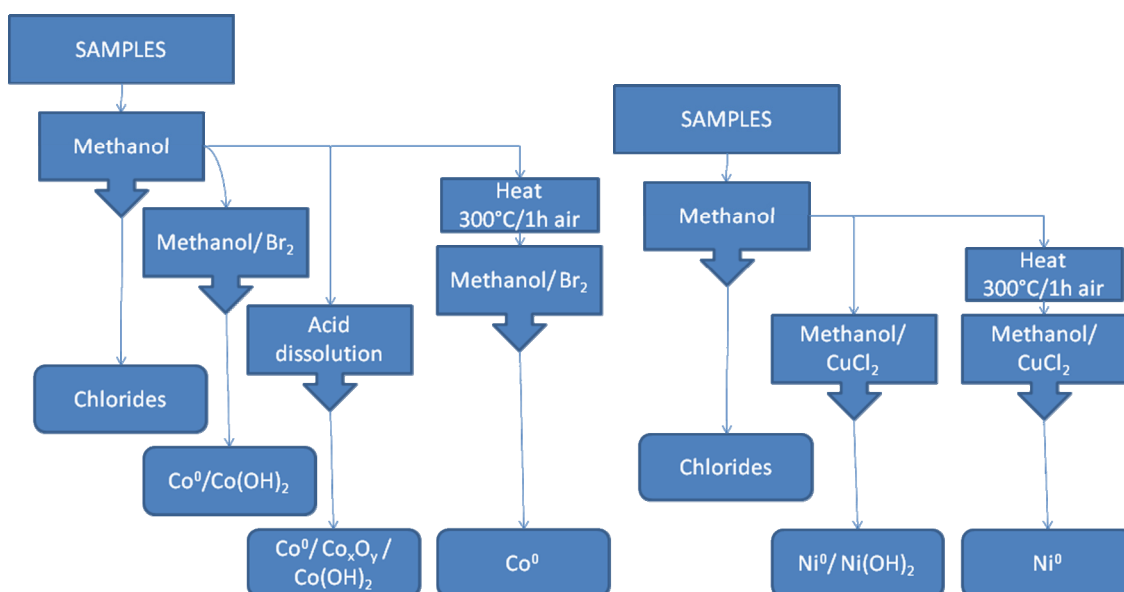 SAMPLES
Methanol
Methanol/Br₂
Acid
dissolution
Heat
300°C/1h air
Methanol/Br₂
Chlorides
Co⁰/Co(OH)₂
Co⁰/CoₓOᵧ/
Co(OH)₂
Co⁰
SAMPLES
Methanol
Methanol/
CuCl₂
Heat
300°C/1h air
Methanol/
CuCl₂
Chlorides
Ni⁰/Ni(OH)₂
Ni⁰